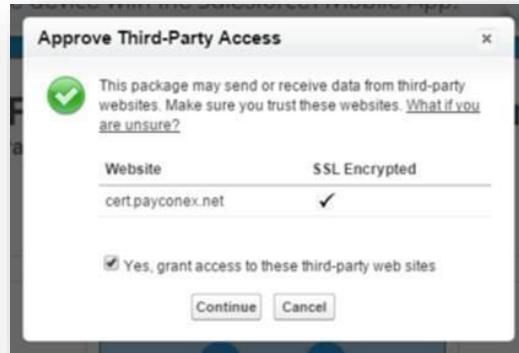 Approve Third-Party Access
This package may send or receive data from third-party
websites. Make sure you trust these websites. What if you
are unsure?
Website SSL Encrypted
cert.payconex.net
Yes, grant access to these third-party web sites
Continue Cancel